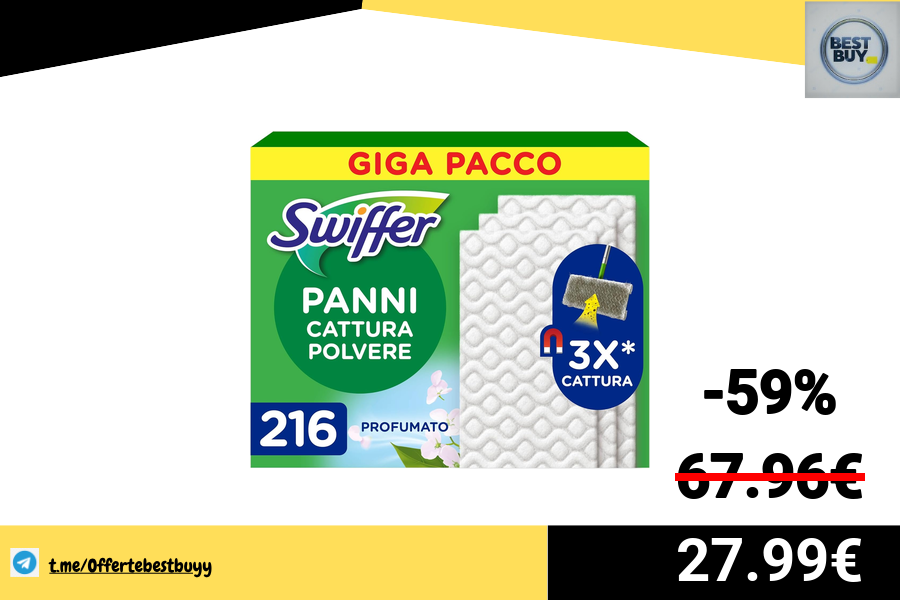 BEST
BUY
GIGA PACCO
Swiffer
PANNI
CATTURA
POLVERE
3X*
CATTURA
216
PROFUMATO
-59%
67.96€
27.99€
t.me/Offertebestbuyy